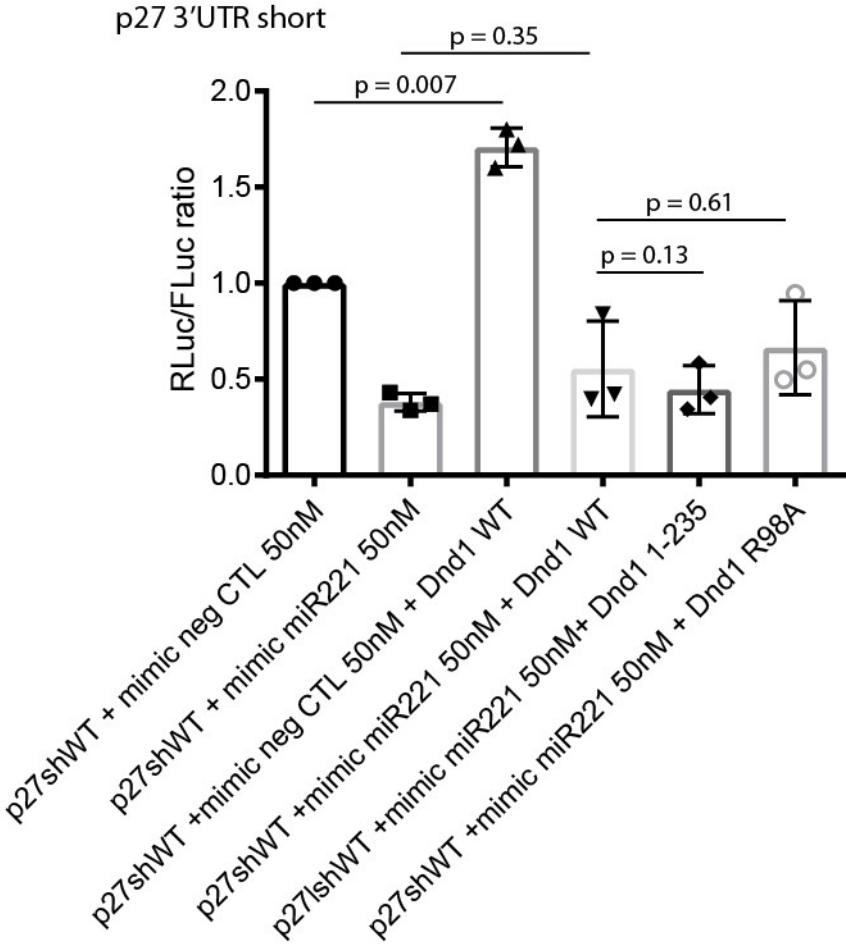 p27 3’UTR short
p = 0.35
p = 0.007
p = 0.61
p = 0.13
RLuc/FLuc ratio
2.0
1.5
1.0
0.5
0.0
p27shWT + mimic neg CTL 50nM
p27shWT + mimic miR221 50nM
p27shWT +mimic neg CTL 50nM + Dnd1 WT
p27shWT +mimic miR221 50nM + Dnd1 WT
p27lshWT +mimic miR221 50nM+ Dnd1 1-235
p27shWT +mimic miR221 50nM + Dnd1 R98A